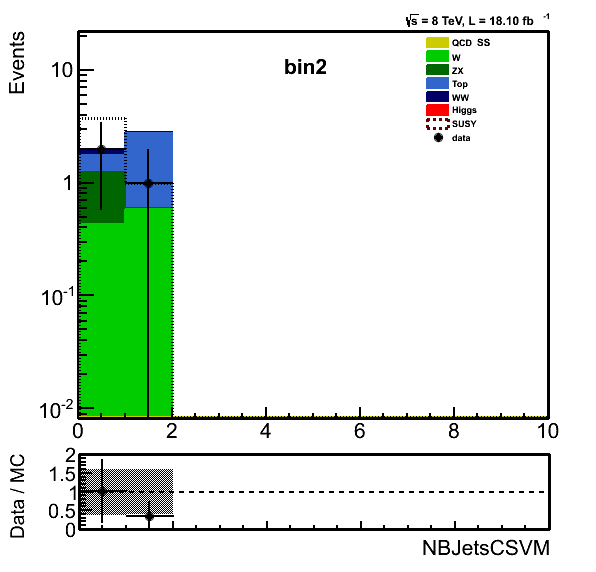 √s = 8 TeV, L = 18.10 fb -1
Events
bin2
QCD SS
W
ZX
Top
WW
Higgs
SUSY
data
10
1
10-1
10-2
0 2 4 6 8 10
Data / MC
2
1.5
1
0.5
0
NBJetsCSVM